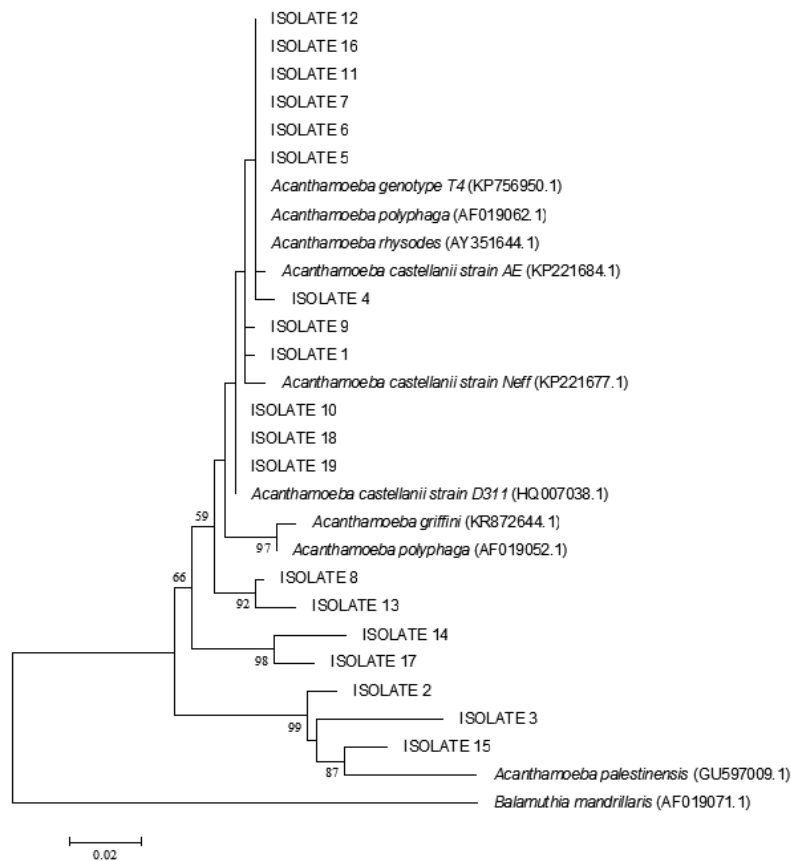 ISOLATE 12
ISOLATE 16
ISOLATE 11
ISOLATE 7
ISOLATE 6
ISOLATE 5
Acanthamoeba genotype T4 (KP756950.1)
Acanthamoeba polyphaga (AF019062.1)
Acanthamoeba rhysodes (AY351644.1)
Acanthamoeba castellanii strain AE (KP221684.1)
ISOLATE 4
ISOLATE 9
ISOLATE 1
Acanthamoeba castellanii strain Neff (KP221677.1)
ISOLATE 10
ISOLATE 18
ISOLATE 19
Acanthamoeba castellanii strain D311 (HQ007038.1)
59
Acanthamoeba griffini (KR872644.1)
97
Acanthamoeba polyphaga (AF019052.1)
66
ISOLATE 8
92
ISOLATE 13
ISOLATE 14
98
ISOLATE 17
ISOLATE 2
99
ISOLATE 3
ISOLATE 15
87
Acanthamoeba palestinensis (GU597009.1)
Balamuthia mandrillaris (AF019071.1)
0.02